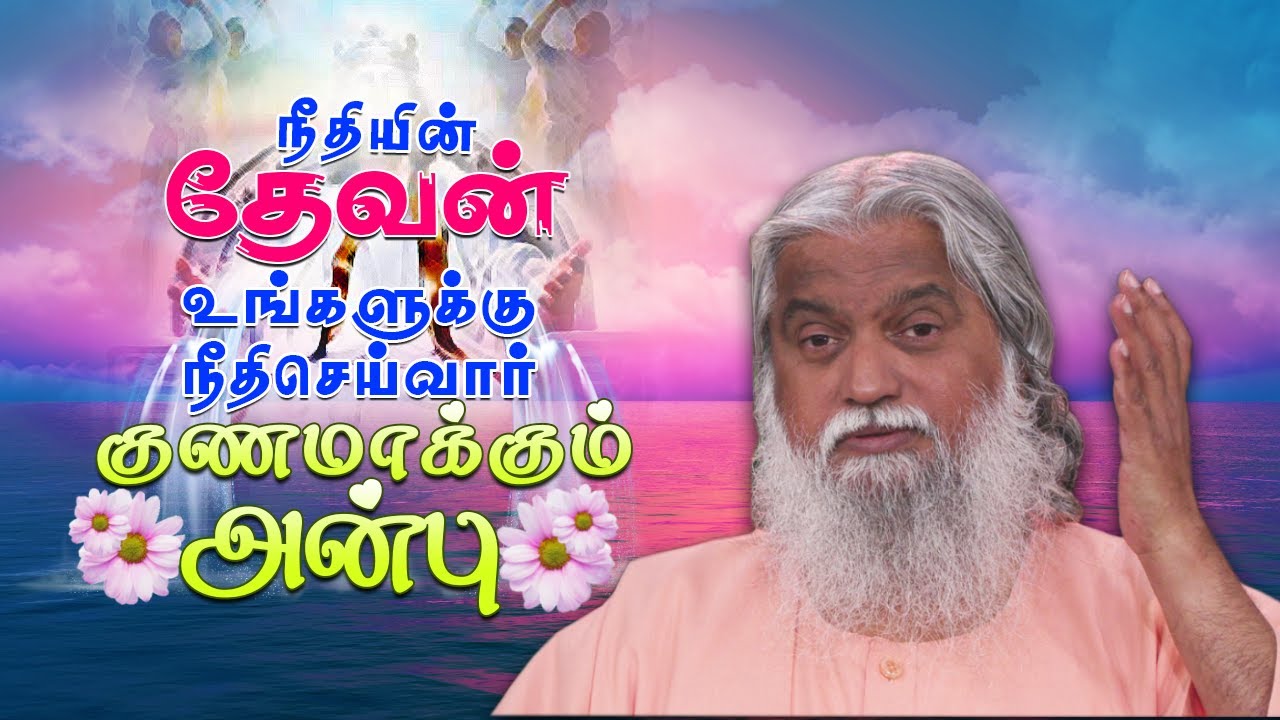 நீதியின்
தேவன்
உங்களுக்கு
நீதிசெய்வார்
குணமாக்கும்
அன்பு